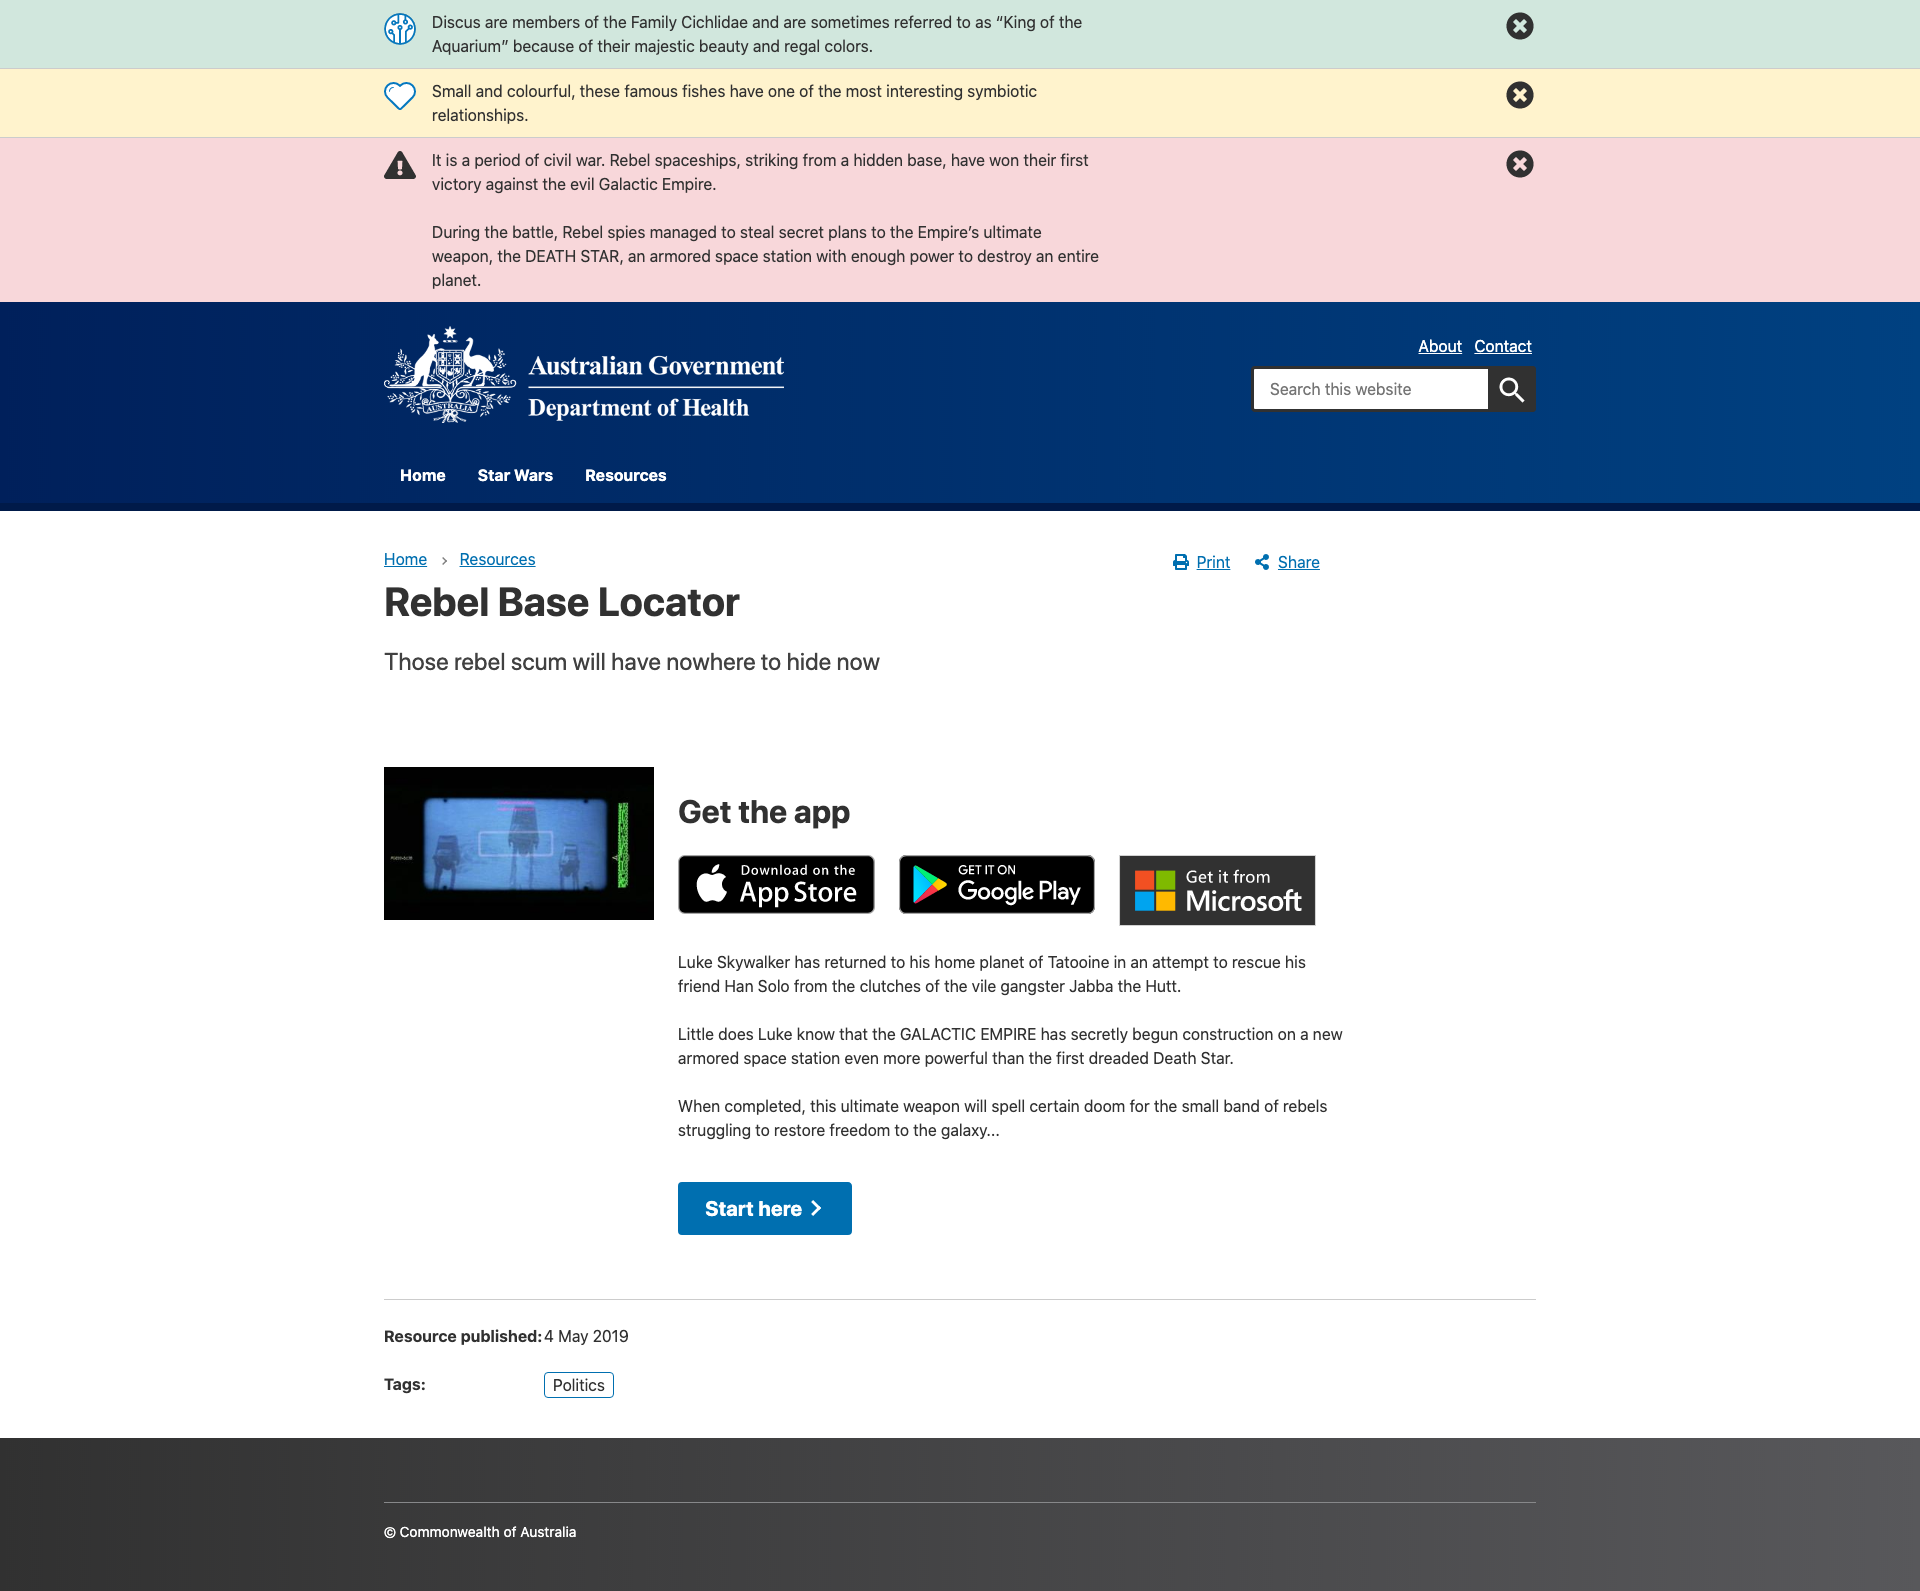 Discus are members of the Family Cichlidae and are sometimes referred to as “King of the
Aquarium” because of their majestic beauty and regal colors.
Small and colourful, these famous fishes have one of the most interesting symbiotic
relationships.
It is a period of civil war. Rebel spaceships, striking from a hidden base, have won their first
victory against the evil Galactic Empire.
During the battle, Rebel spies managed to steal secret plans to the Empire’s ultimate
weapon, the DEATH STAR, an armored space station with enough power to destroy an entire
planet.
AUSTRALIA
Australian Government
Department of Health
About Contact
Search this website
Home Star Wars Resources
Home › Resources
Print Share
Rebel Base Locator
Those rebel scum will have nowhere to hide now
Get the app
Download on the
App Store
GET IT ON
Google Play
Get it from
Microsoft
Luke Skywalker has returned to his home planet of Tatooine in an attempt to rescue his
friend Han Solo from the clutches of the vile gangster Jabba the Hutt.
Little does Luke know that the GALACTIC EMPIRE has secretly begun construction on a new
armored space station even more powerful than the first dreaded Death Star.
When completed, this ultimate weapon will spell certain doom for the small band of rebels
struggling to restore freedom to the galaxy…
Start here
Resource published: 4 May 2019
Tags: Politics
© Commonwealth of Australia